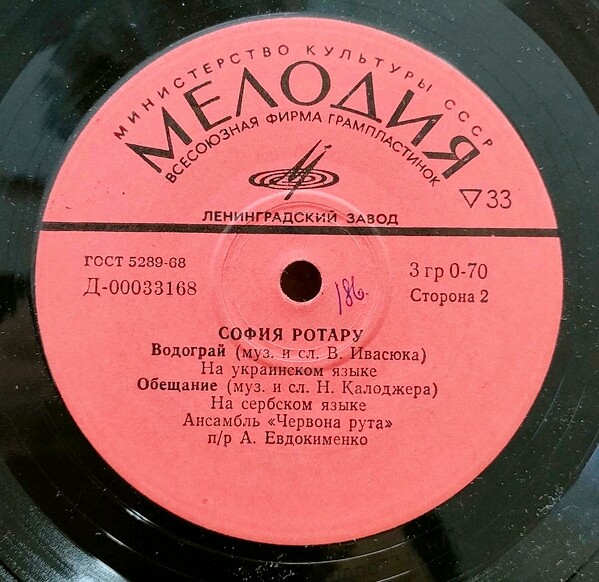 МИНИСТЕРСТВО КУЛЬТУРЫ СССР
МЕЛОДИЯ
ВСЕСОЮЗНАЯ ФИРМА ГРАМПЛАСТИНОК
▽33
ЛЕНИНГРАДСКИЙ ЗАВОД
ГОСТ 5289-68
3 гр 0-70
Д-00033168
Сторона 2
186.
СОФИЯ РОТАРУ
Водограй (муз. и сл. В. Ивасюка)
На украинском языке
Обещание (муз. и сл. Н. Калоджера)
На сербском языке
Ансамбль «Червона рута»
п/р А. Евдокименко